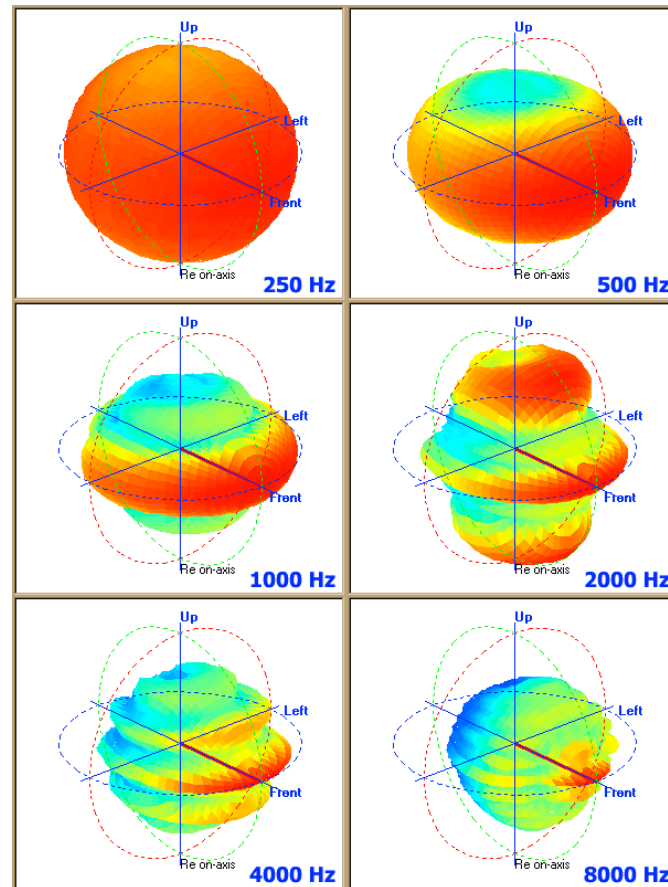 Up
Left
Front
Re on-axis
250 Hz
Up
Left
Front
Re on-axis
500 Hz
Up
Left
Front
Re on-axis
1000 Hz
Up
Left
Front
Re on-axis
2000 Hz
Up
Left
Front
Re on-axis
4000 Hz
Up
Left
Front
Re on-axis
8000 Hz